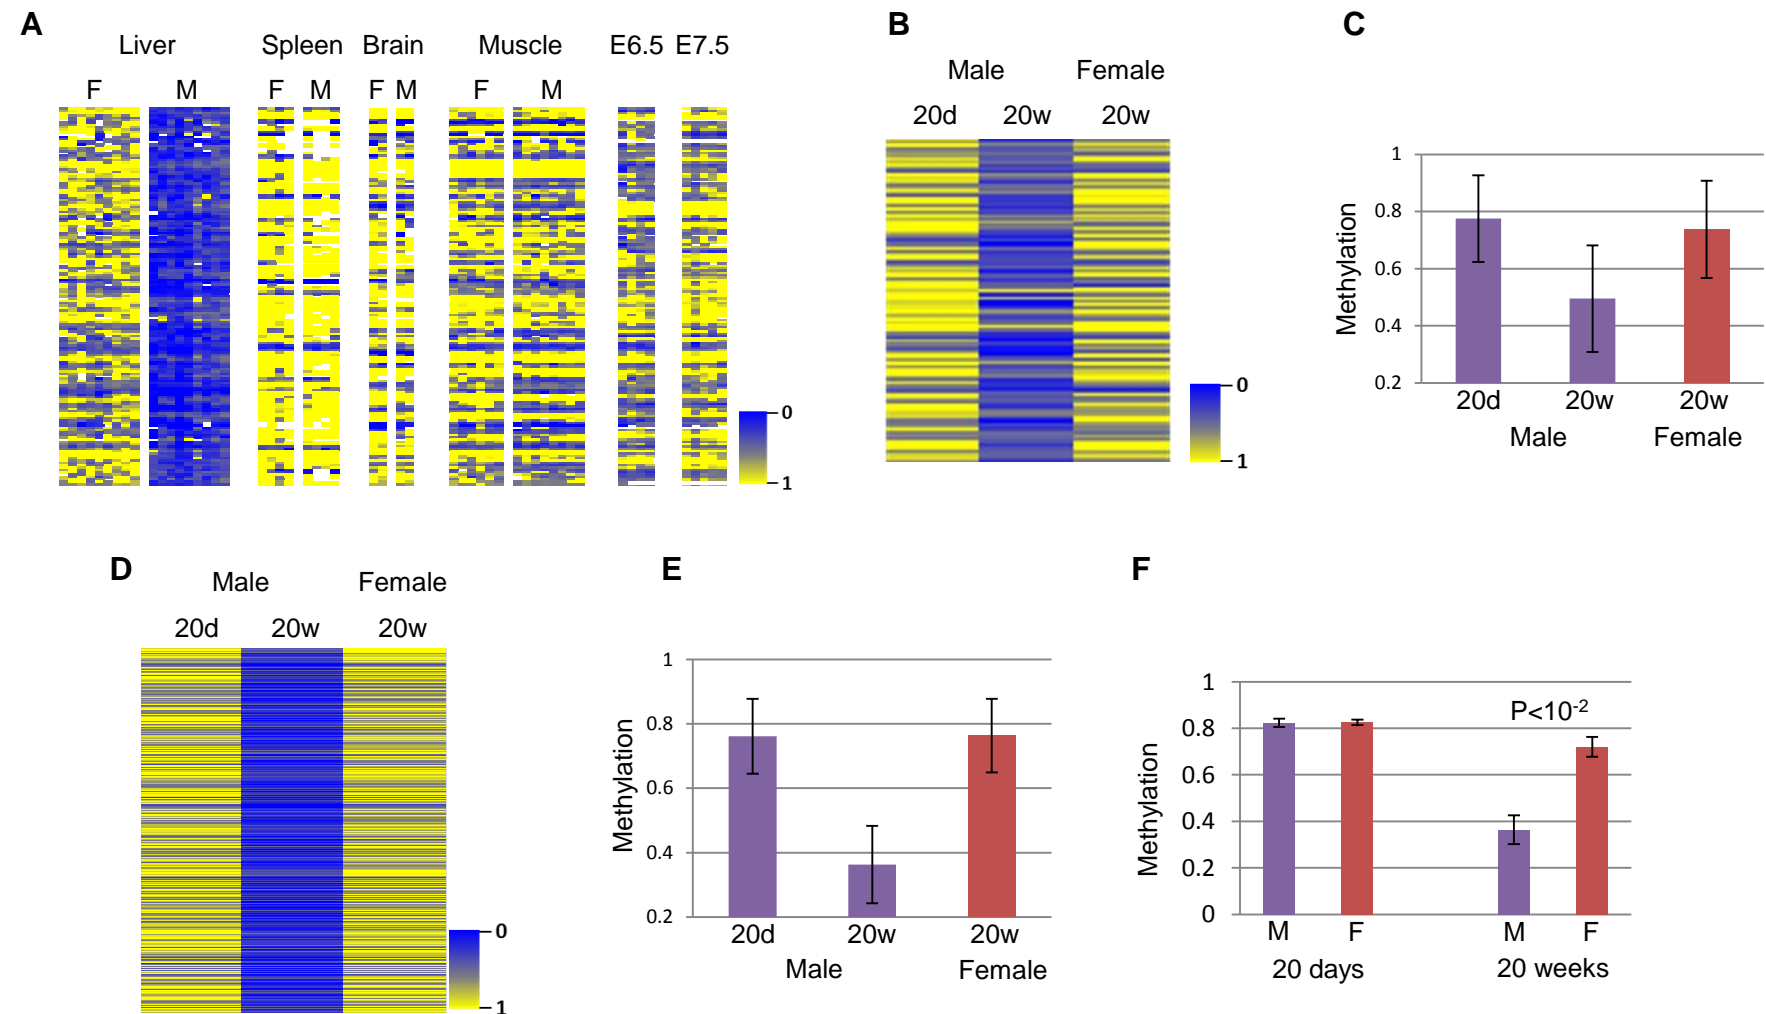 A
Liver Spleen Brain Muscle E6.5 E7.5
F M F M F M F M
0
1
B
Male Female
20d 20w 20w
0
1
C
Methylation
1
0.8
0.6
0.4
0.2
20d 20w 20w
Male Female
D
Male Female
20d 20w 20w
0
1
E
Methylation
1
0.8
0.6
0.4
0.2
20d 20w 20w
Male Female
F
Methylation
1
0.8
0.6
0.4
0.2
0
P<10-2
M F M F
20 days 20 weeks